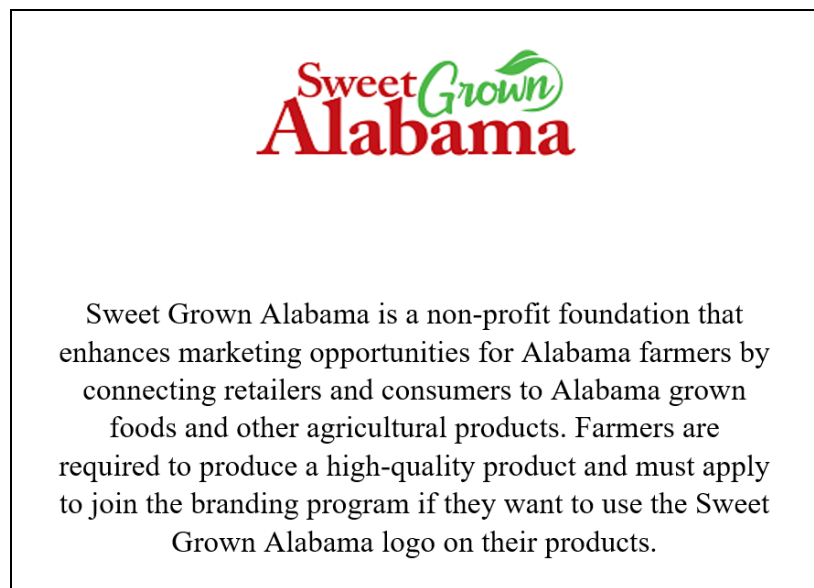 Sweet Grown
Alabama
Sweet Grown Alabama is a non-profit foundation that
enhances marketing opportunities for Alabama farmers by
connecting retailers and consumers to Alabama grown
foods and other agricultural products. Farmers are
required to produce a high-quality product and must apply
to join the branding program if they want to use the Sweet
Grown Alabama logo on their products.